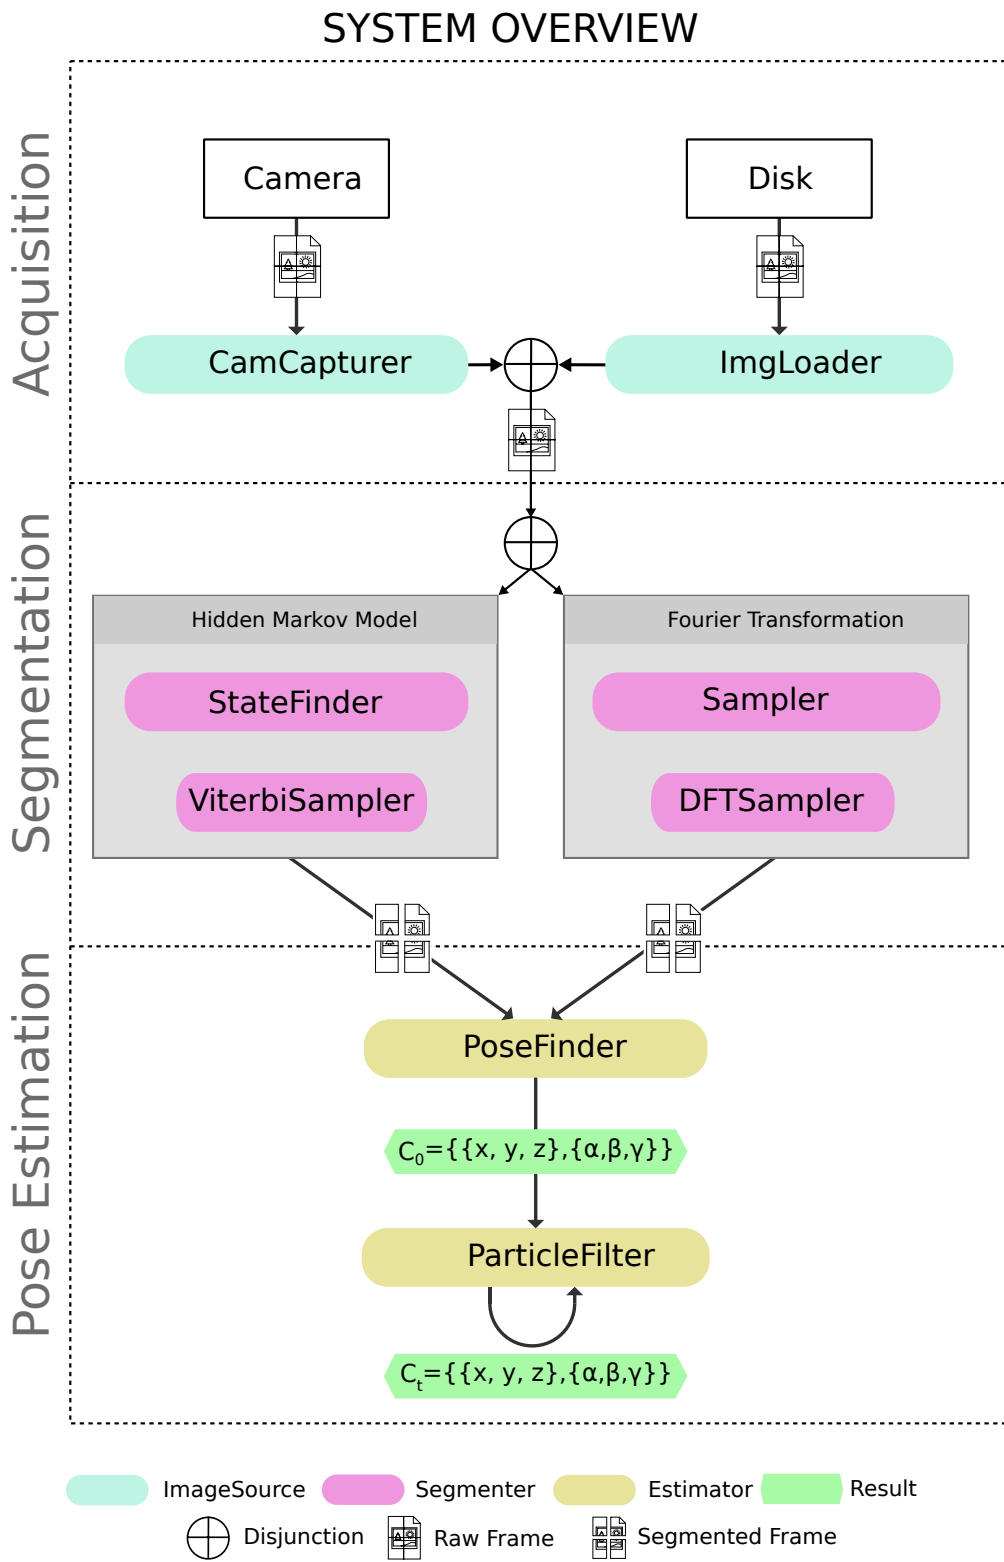 SYSTEM OVERVIEW
Acquisition
Camera
Disk
CamCapturer
ImgLoader
Segmentation
Hidden Markov Model
Fourier Transformation
StateFinder
Sampler
ViterbiSampler
DFTSampler
Pose Estimation
PoseFinder
C₀={{x, y, z},{α,β,γ}}
ParticleFilter
Cₜ={{x, y, z},{α,β,γ}}
ImageSource
Segmenter
Estimator
Result
Disjunction
Raw Frame
Segmented Frame